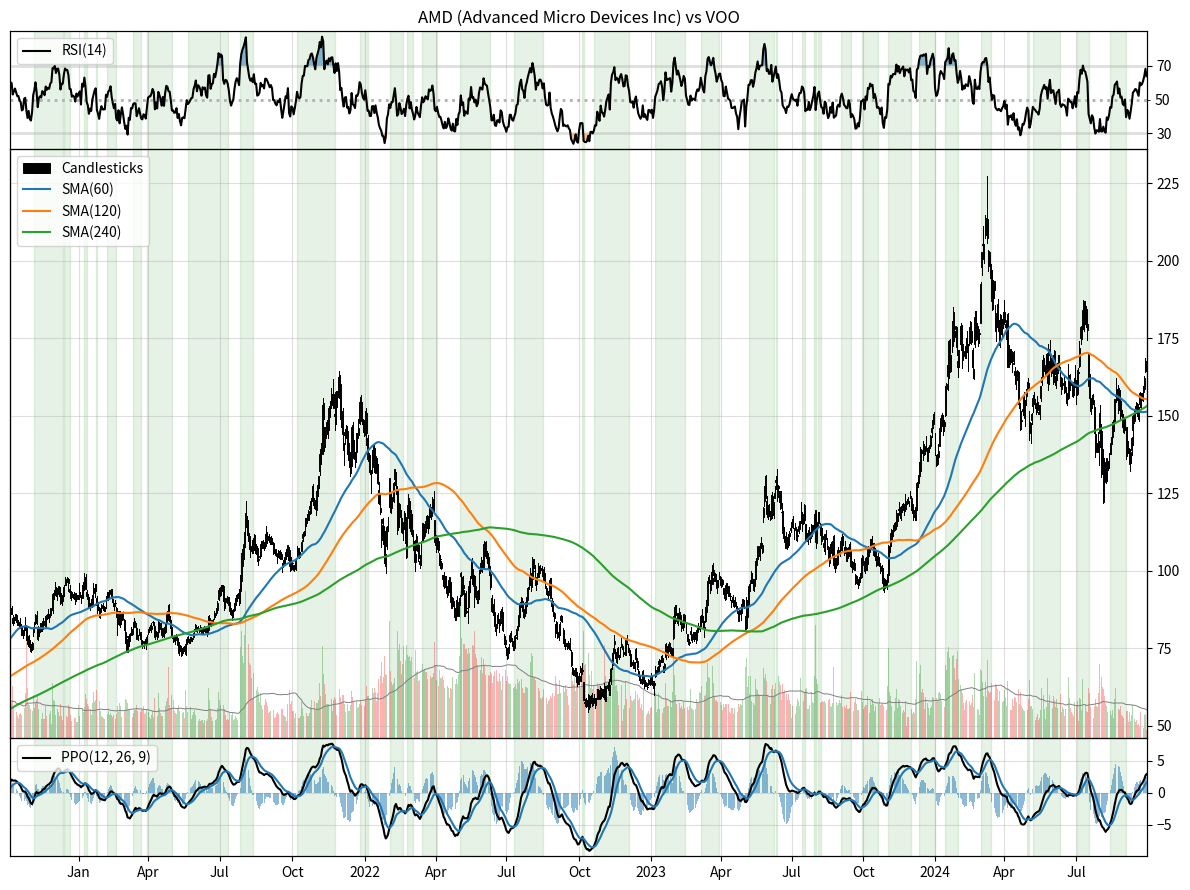 AMD (Advanced Micro Devices Inc) vs VOO
RSI(14)
70
50
30
Candlesticks
SMA(60)
SMA(120)
SMA(240)
225
200
175
150
125
100
75
50
PPO(12, 26, 9)
5
0
−5
Jan Apr Jul Oct 2022 Apr Jul Oct 2023 Apr Jul Oct 2024 Apr Jul